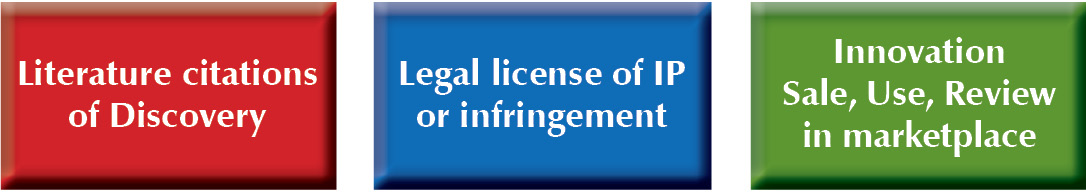 Literature citations
of Discovery
Legal license of IP
or infringement
Innovation
Sale, Use, Review
in marketplace